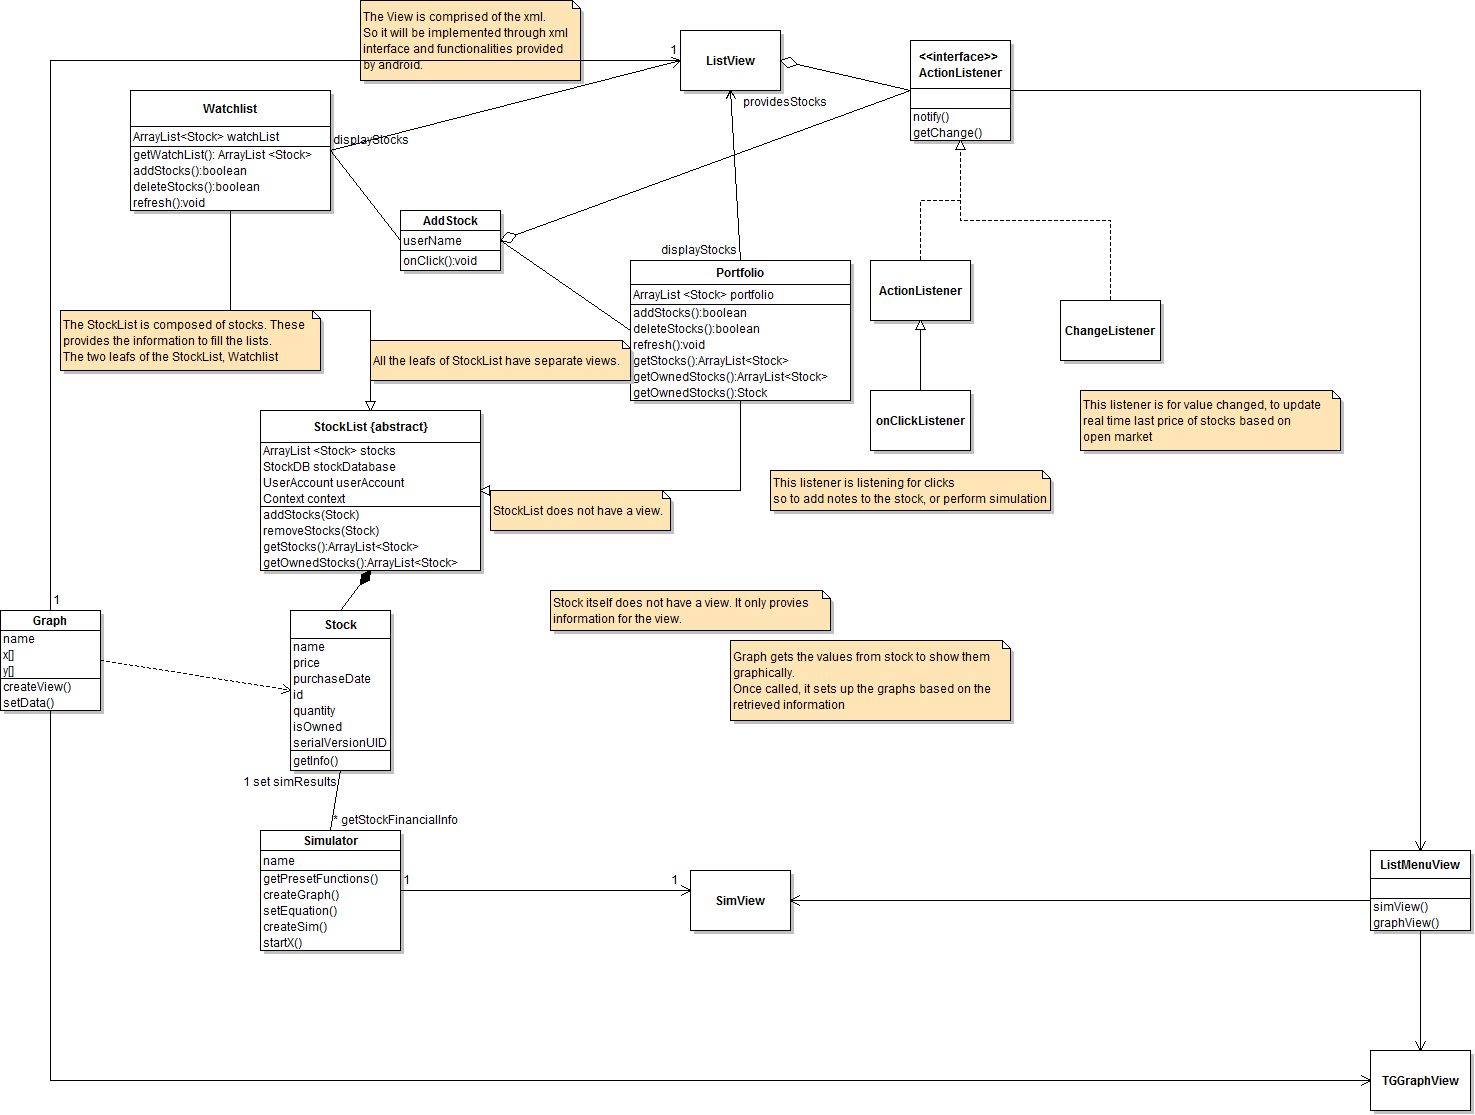 The View is comprised of the xml.
So it will be implemented through xml
interface and functionalities provided
by android.
1
ListView
<<interface>>
ActionListener
notify()
getChange()
providesStocks
Watchlist
ArrayList<Stock> watchList
getWatchList(): ArrayList <Stock>
addStocks():boolean
deleteStocks():boolean
refresh():void
displayStocks
AddStock
userName
onClick():void
displayStocks
Portfolio
ArrayList <Stock> portfolio
addStocks():boolean
deleteStocks():boolean
refresh():void
getStocks():ArrayList<Stock>
getOwnedStocks():ArrayList<Stock>
getOwnedStocks():Stock
ActionListener
ChangeListener
onClickListener
The StockList is composed of stocks. These
provides the information to fill the lists.
The two leafs of the StockList, Watchlist
All the leafs of StockList have separate views.
This listener is for value changed, to update
real time last price of stocks based on
open market
StockList {abstract}
ArrayList <Stock> stocks
StockDB stockDatabase
UserAccount userAccount
Context context
addStocks(Stock)
removeStocks(Stock)
getStocks():ArrayList<Stock>
getOwnedStocks():ArrayList<Stock>
This listener is listening for clicks
so to add notes to the stock, or perform simulation
StockList does not have a view.
Stock itself does not have a view. It only provies
information for the view.
Graph gets the values from stock to show them
graphically.
Once called, it sets up the graphs based on the
retrieved information
1
Graph
name
x[]
y[]
createView()
setData()
Stock
name
price
purchaseDate
id
quantity
isOwned
serialVersionUID
getInfo()
1 set simResults
* getStockFinancialInfo
Simulator
name
getPresetFunctions()
createGraph()
setEquation()
createSim()
startX()
1
1
SimView
ListMenuView
simView()
graphView()
TGGraphView